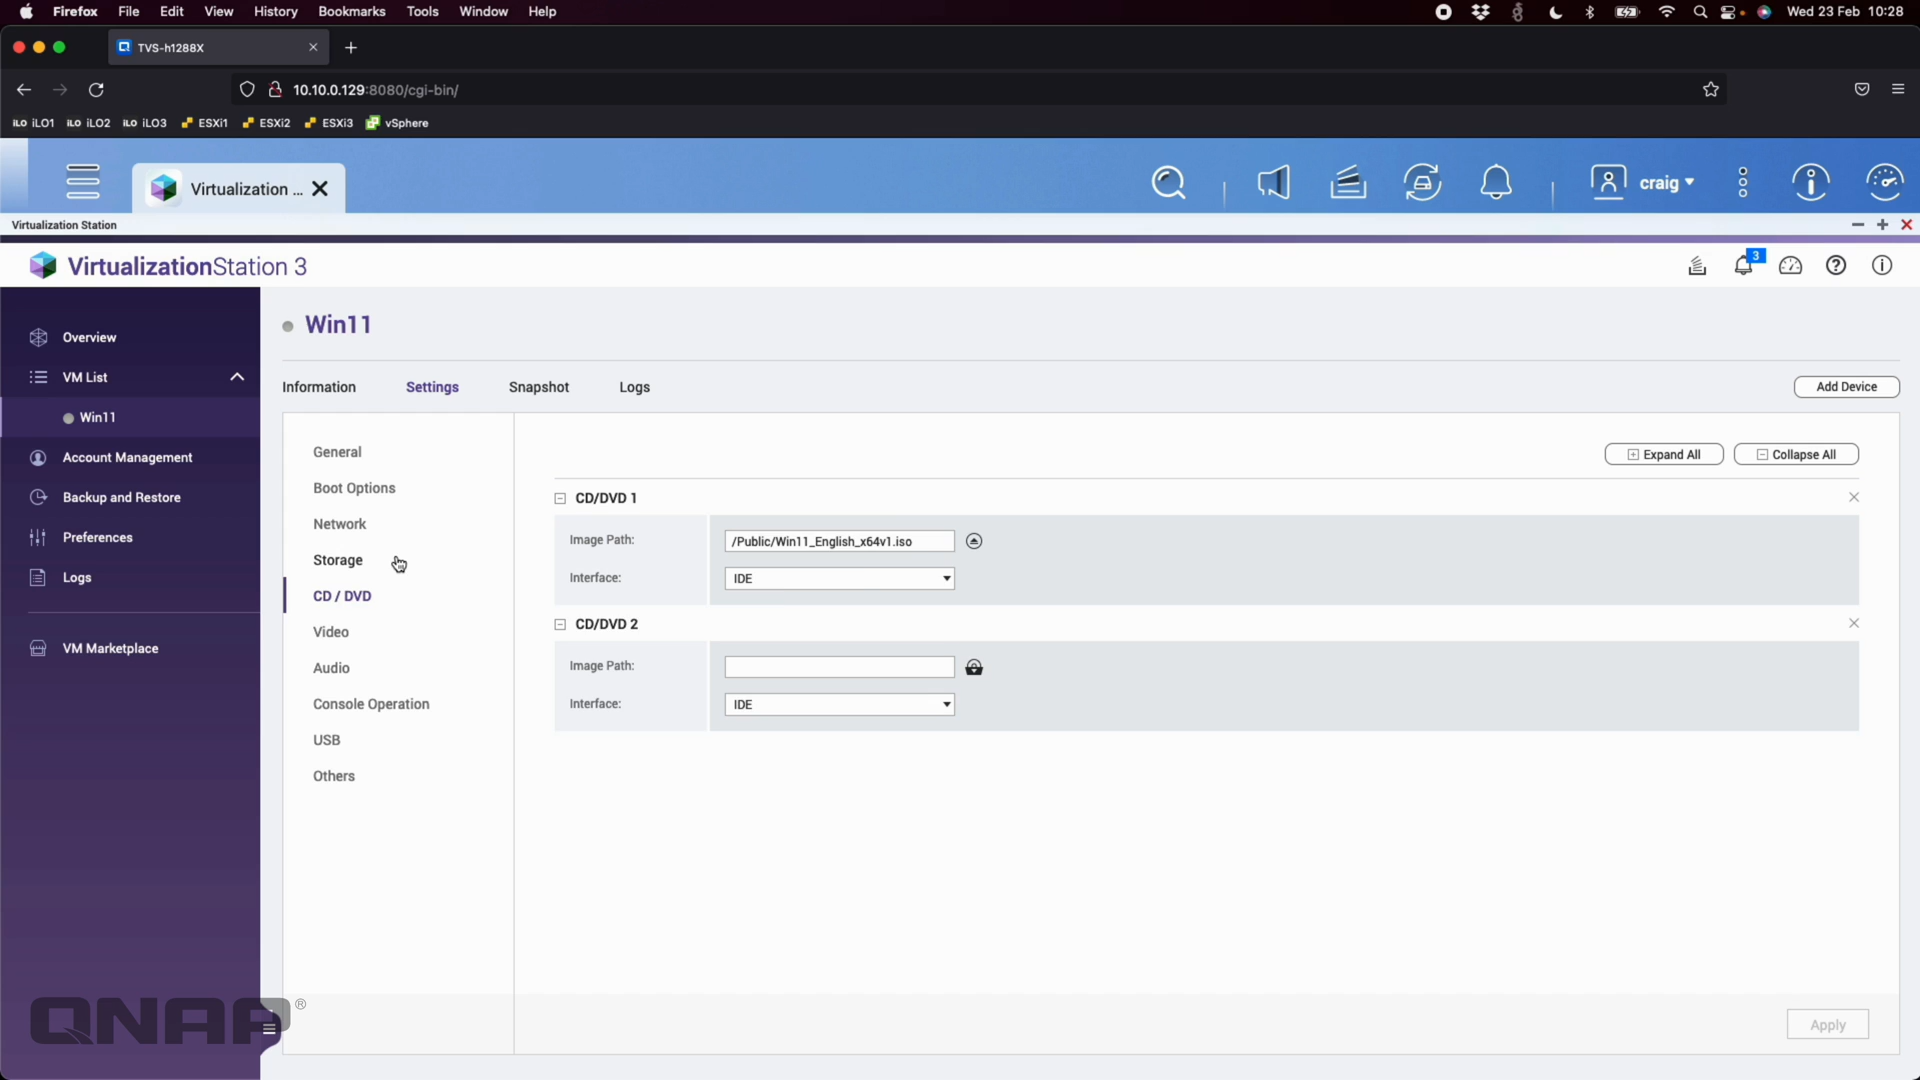 Firefox File Edit View History Bookmarks Tools Window Help Wed 23 Feb 10:28
TVS-h1288X
10.10.0.129:8080/cgi-bin/
iLO iLO1 iLO iLO2 iLO iLO3 ESXi1 ESXi2 ESXi3 vSphere
Virtualization ... craig
Virtualization Station
VirtualizationStation 3
3
Overview
VM List
Win11
Account Management
Backup and Restore
Preferences
Logs
VM Marketplace
Win11
Information Settings Snapshot Logs Add Device
General
Boot Options
Network
Storage
CD / DVD
Video
Audio
Console Operation
USB
Others
Expand All Collapse All
CD/DVD 1
Image Path: /Public/Win11_English_x64v1.iso
Interface: IDE
CD/DVD 2
Image Path:
Interface: IDE
Apply
QNAP®